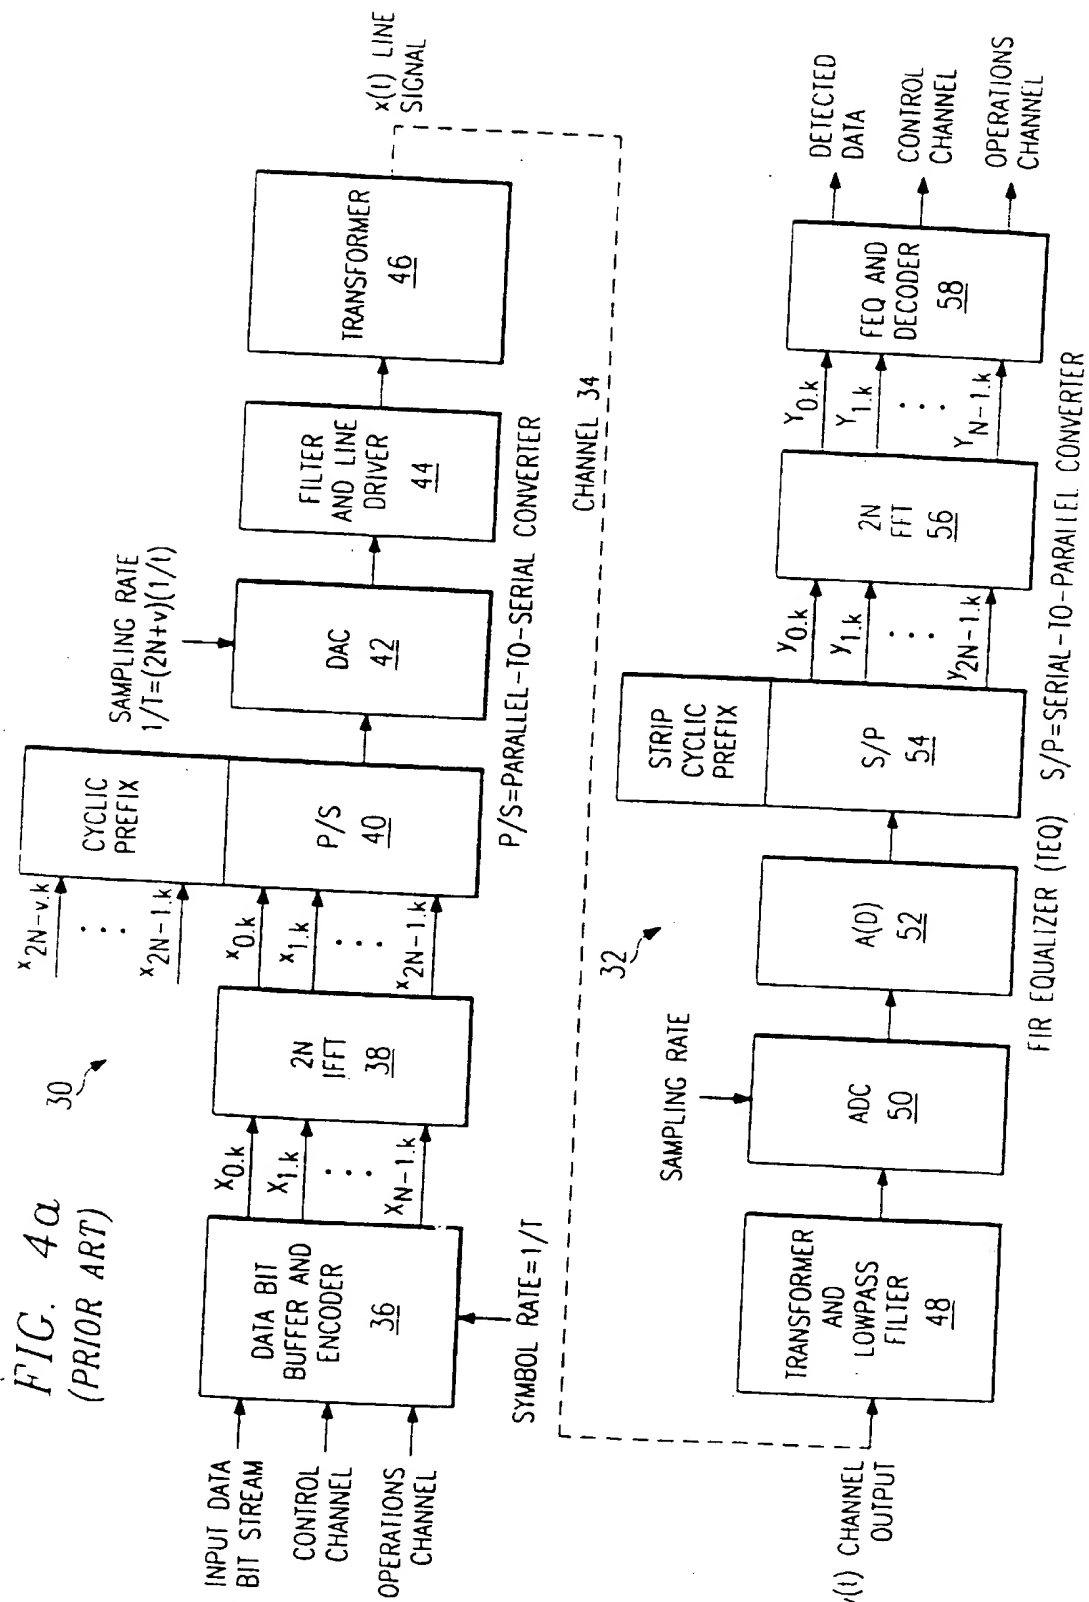 FIG. 4a
(PRIOR ART)
30
INPUT DATA
BIT STREAM
CONTROL
CHANNEL
OPERATIONS
CHANNEL
DATA BIT
BUFFER AND
ENCODER
36
SYMBOL RATE=1/T
X0.k
X1.k
XN-1.k
2N
IFFT
38
x2N-v.k
x2N-1.k
x0.k
x1.k
x2N-1.k
CYCLIC
PREFIX
P/S
40
P/S=PARALLEL-TO-SERIAL CONVERTER
SAMPLING RATE
1/T=(2N+v)(1/t)
DAC
42
FILTER
AND LINE
DRIVER
44
TRANSFORMER
46
x(t) LINE
SIGNAL
CHANNEL 34
32
y(t) CHANNEL
OUTPUT
TRANSFORMER
AND
LOWPASS
FILTER
48
SAMPLING RATE
ADC
50
A(D)
52
FIR EQUALIZER (TEQ)
STRIP
CYCLIC
PREFIX
S/P
54
S/P=SERIAL-TO-PARALLEL CONVERTER
y0.k
y1.k
y2N-1.k
2N
FFT
56
Y0.k
Y1.k
YN-1.k
FEQ AND
DECODER
58
DETECTED
DATA
CONTROL
CHANNEL
OPERATIONS
CHANNEL